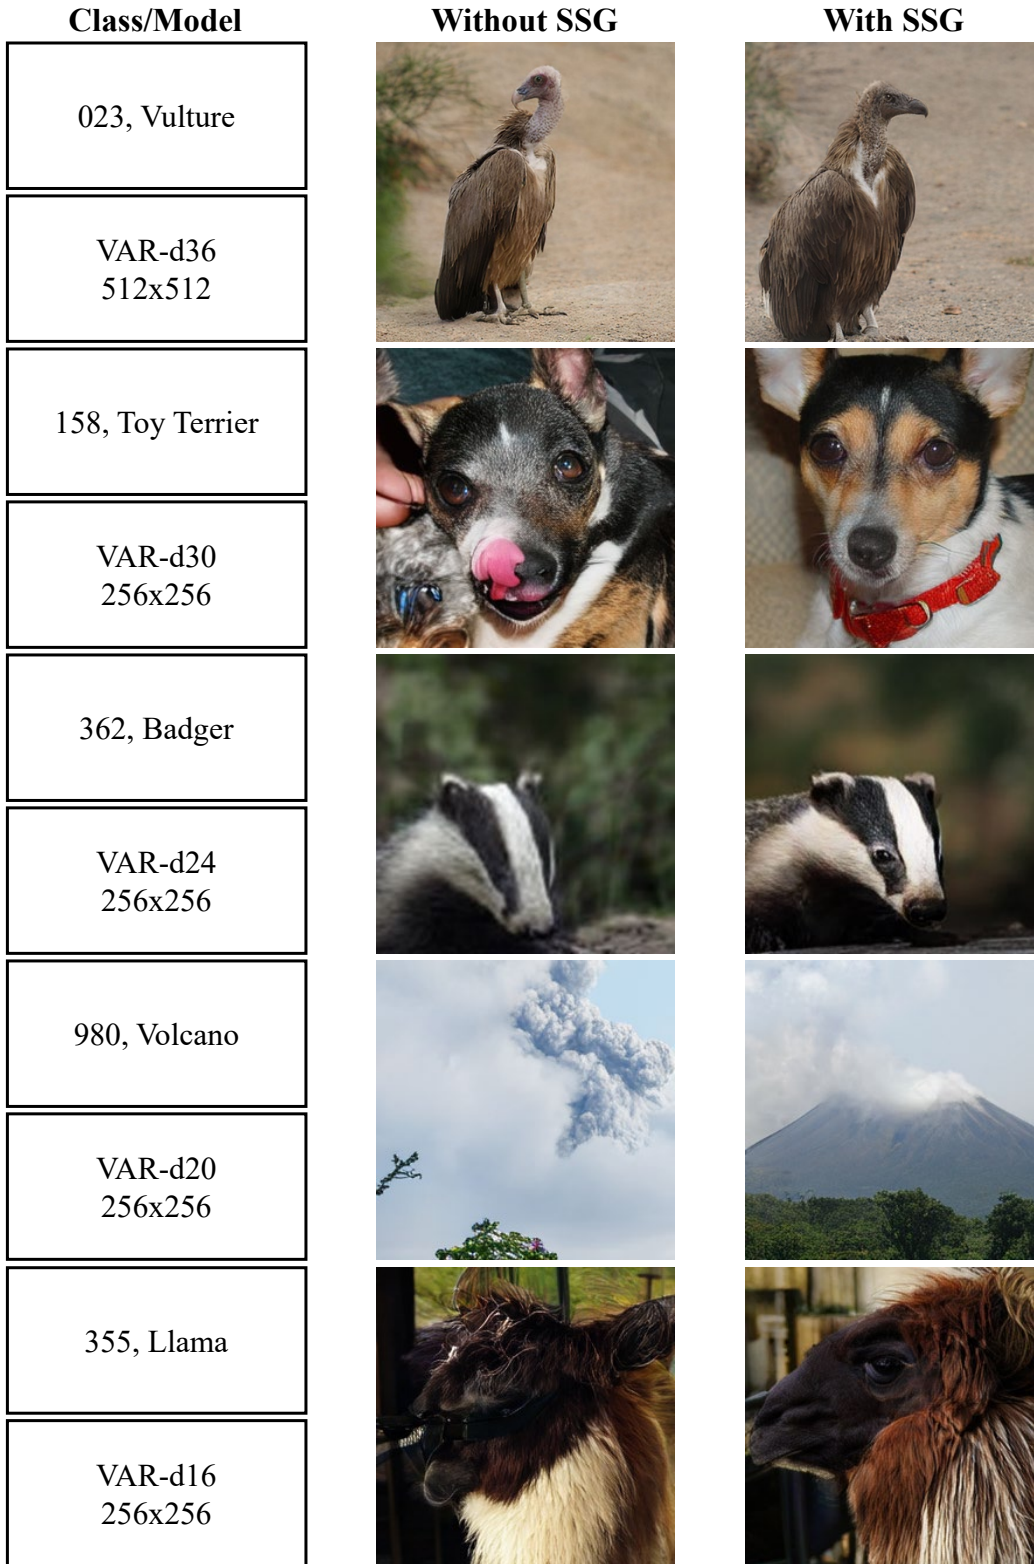 Class/Model
Without SSG
With SSG
023, Vulture
VAR-d36
512x512
158, Toy Terrier
VAR-d30
256x256
362, Badger
VAR-d24
256x256
980, Volcano
VAR-d20
256x256
355, Llama
VAR-d16
256x256